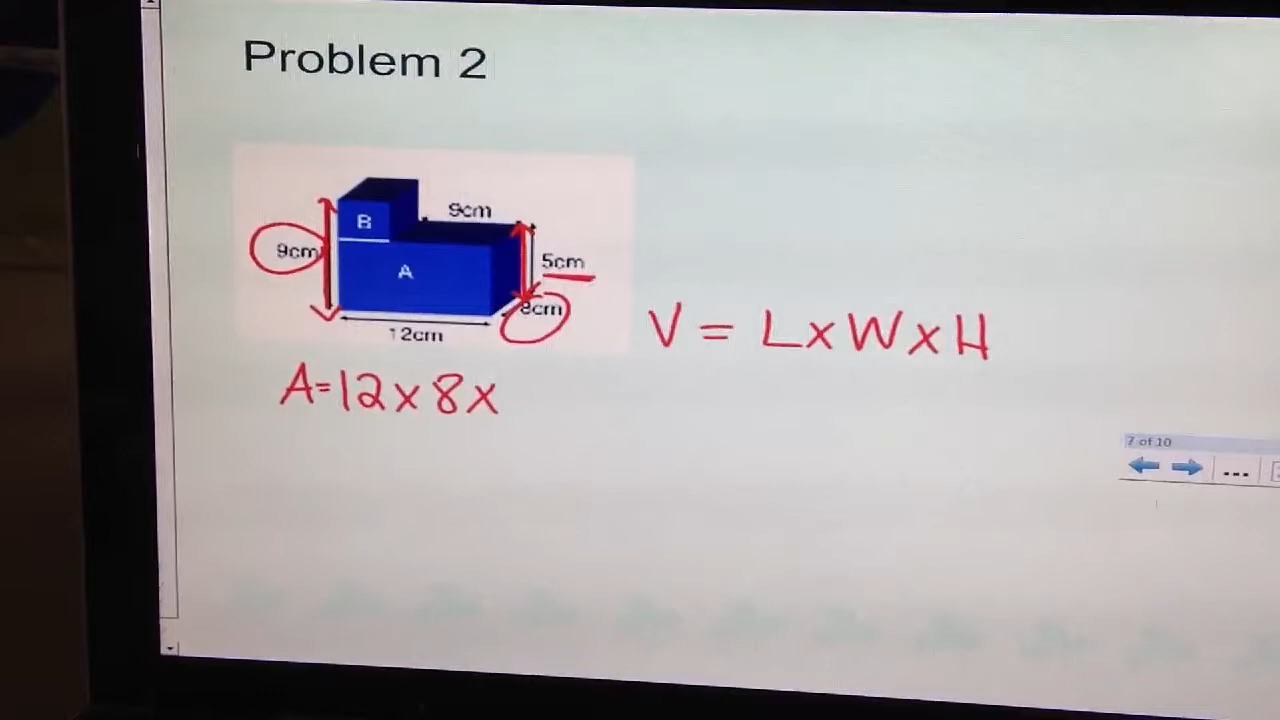 Problem 2
B
9cm
9cm
A
5cm
8cm
12cm
V = L x W x H
A=12 x 8 x
7 of 10
...